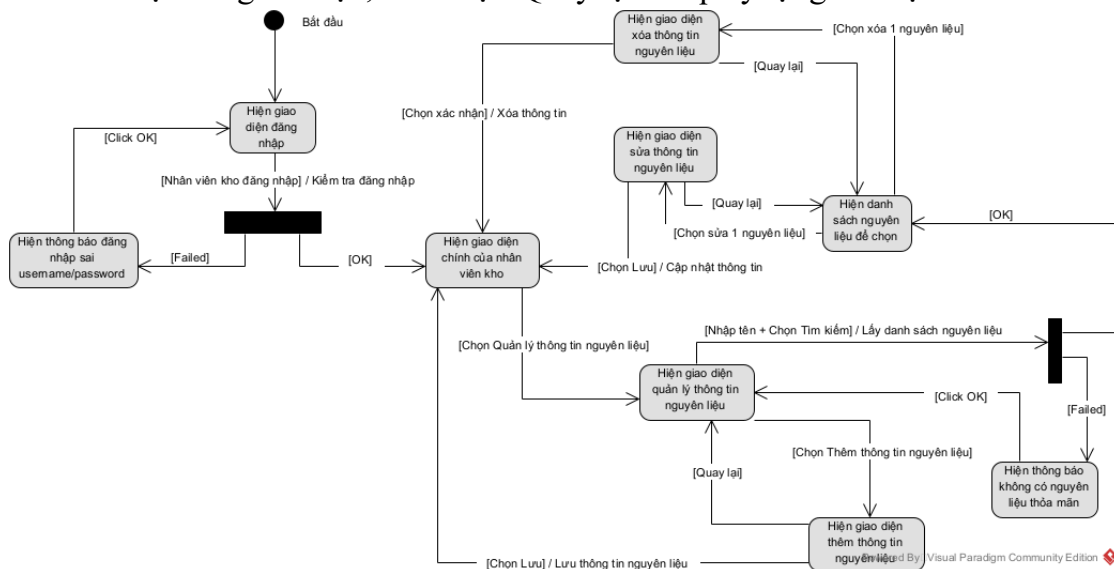 Bắt đầu
Hiện giao diện
xóa thông tin
nguyên liệu
[Chọn xóa 1 nguyên liệu]
[Quay lại]
Hiện giao
diện đăng
nhập
[Chọn xác nhận] / Xóa thông tin
[Click OK]
Hiện giao diện
sửa thông tin
nguyên liệu
[Nhân viên kho đăng nhập] / Kiểm tra đăng nhập
[Quay lại]
Hiện danh
sách nguyên
liệu để chọn
[OK]
[Chọn sửa 1 nguyên liệu]
Hiện thông báo đăng
nhập sai
username/password
[Failed]
[OK]
Hiện giao diện
chính của nhân
viên kho
[Chọn Lưu] / Cập nhật thông tin
[Nhập tên + Chọn Tìm kiếm] / Lấy danh sách nguyên liệu
[Chọn Quản lý thông tin nguyên liệu]
Hiện giao diện
quản lý thông tin
nguyên liệu
[Click OK]
[Failed]
[Chọn Thêm thông tin nguyên liệu]
[Quay lại]
Hiện thông báo
không có nguyên
liệu thỏa mãn
Hiện giao diện
thêm thông tin
nguyên liệu
[Chọn Lưu] / Lưu thông tin nguyên liệu
Powered By: Visual Paradigm Community Edition